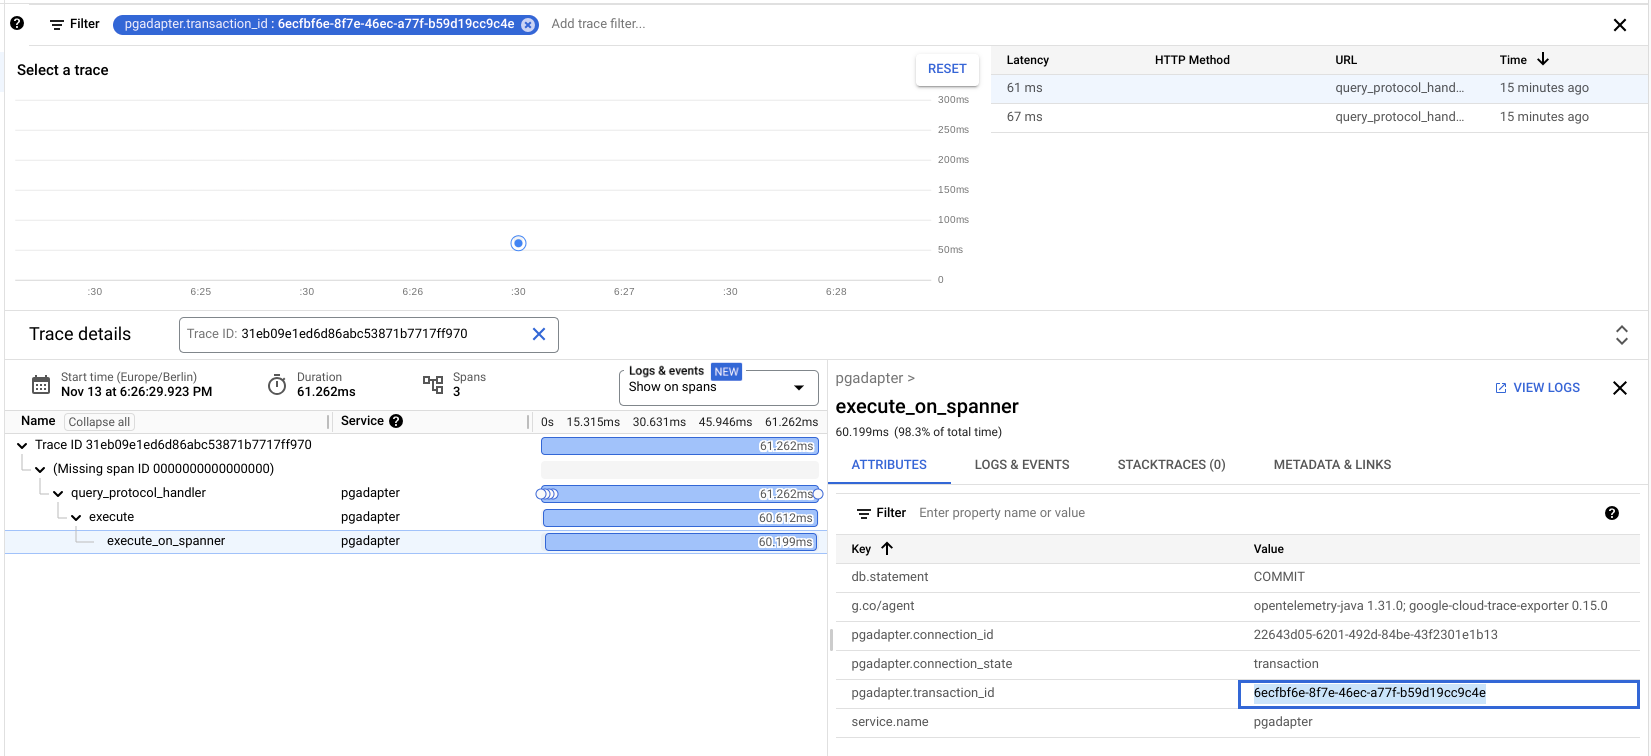 Filter pgadapter.transaction_id : 6ecfbf6e-8f7e-46ec-a77f-b59d19cc9c4e Add trace filter...
Select a trace
RESET
300ms
250ms
200ms
150ms
100ms
50ms
0
:30 6:25 :30 6:26 :30 6:27 :30 6:28
Latency HTTP Method URL Time
61 ms query_protocol_hand... 15 minutes ago
67 ms query_protocol_hand... 15 minutes ago
Trace details
Trace ID: 31eb09e1ed6d86abc53871b7717ff970
Start time (Europe/Berlin)
Nov 13 at 6:26:29.923 PM
Duration
61.262ms
Spans
3
Logs & events NEW
Show on spans
Name Collapse all Service 0s 15.315ms 30.631ms 45.946ms 61.262ms
Trace ID 31eb09e1ed6d86abc53871b7717ff970 61.262ms
(Missing span ID 0000000000000000)
query_protocol_handler pgadapter 61.262ms
execute pgadapter 60.612ms
execute_on_spanner pgadapter 60.199ms
pgadapter >
execute_on_spanner
60.199ms (98.3% of total time)
VIEW LOGS
ATTRIBUTES LOGS & EVENTS STACKTRACES (0) METADATA & LINKS
Filter Enter property name or value
Key Value
db.statement COMMIT
g.co/agent opentelemetry-java 1.31.0; google-cloud-trace-exporter 0.15.0
pgadapter.connection_id 22643d05-6201-492d-84be-43f2301e1b13
pgadapter.connection_state transaction
pgadapter.transaction_id 6ecfbf6e-8f7e-46ec-a77f-b59d19cc9c4e
service.name pgadapter